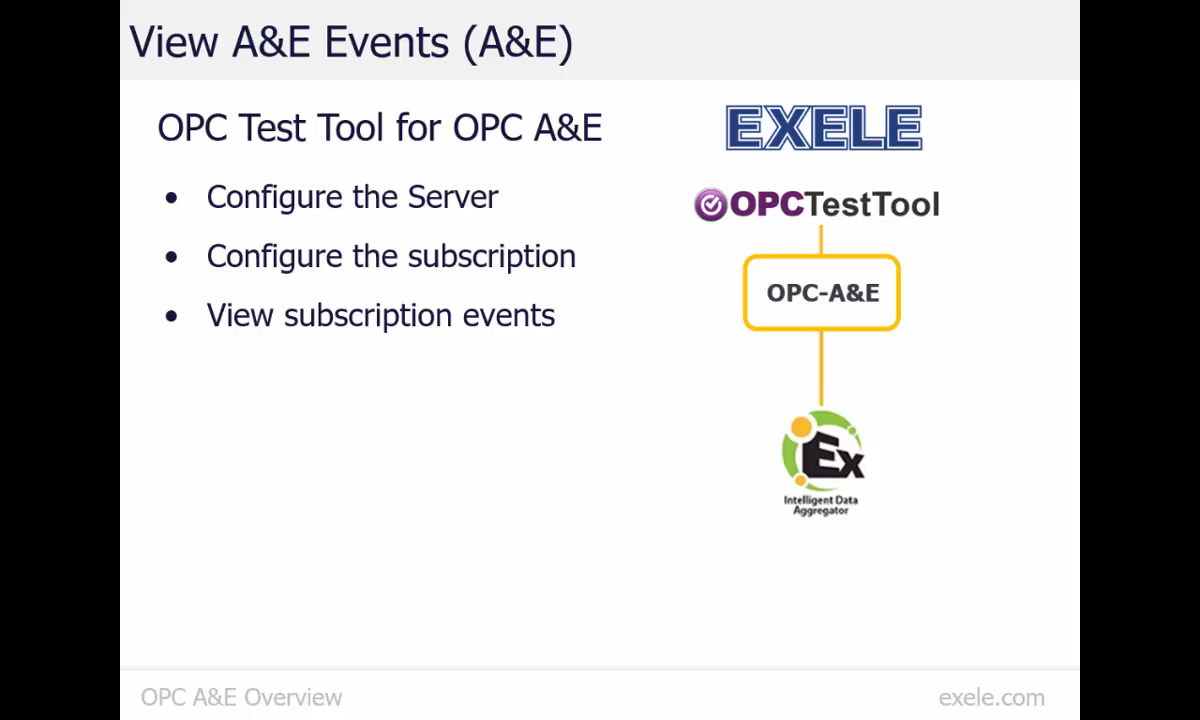 View A&E Events (A&E)
OPC Test Tool for OPC A&E
• Configure the Server
• Configure the subscription
• View subscription events
EXELE
OPCTestTool
OPC-A&E
Ex
Intelligent Data
Aggregator
OPC A&E Overview
exele.com